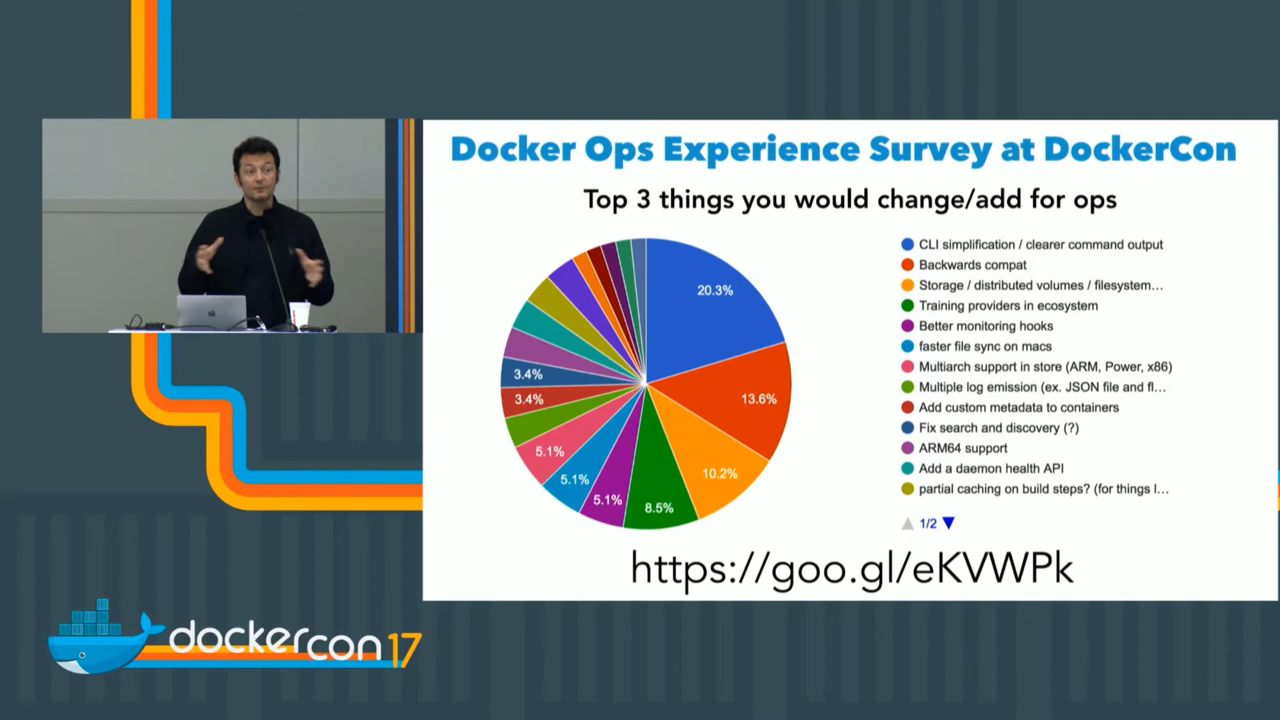 Docker Ops Experience Survey at DockerCon
Top 3 things you would change/add for ops
20.3%
13.6%
10.2%
8.5%
5.1%
5.1%
5.1%
3.4%
3.4%
CLI simplification / clearer command output
Backwards compat
Storage / distributed volumes / filesystem…
Training providers in ecosystem
Better monitoring hooks
faster file sync on macs
Multiarch support in store (ARM, Power, x86)
Multiple log emission (ex. JSON file and fl…
Add custom metadata to containers
Fix search and discovery (?)
ARM64 support
Add a daemon health API
partial caching on build steps? (for things l…
1/2
https://goo.gl/eKVWPk
dockercon 17